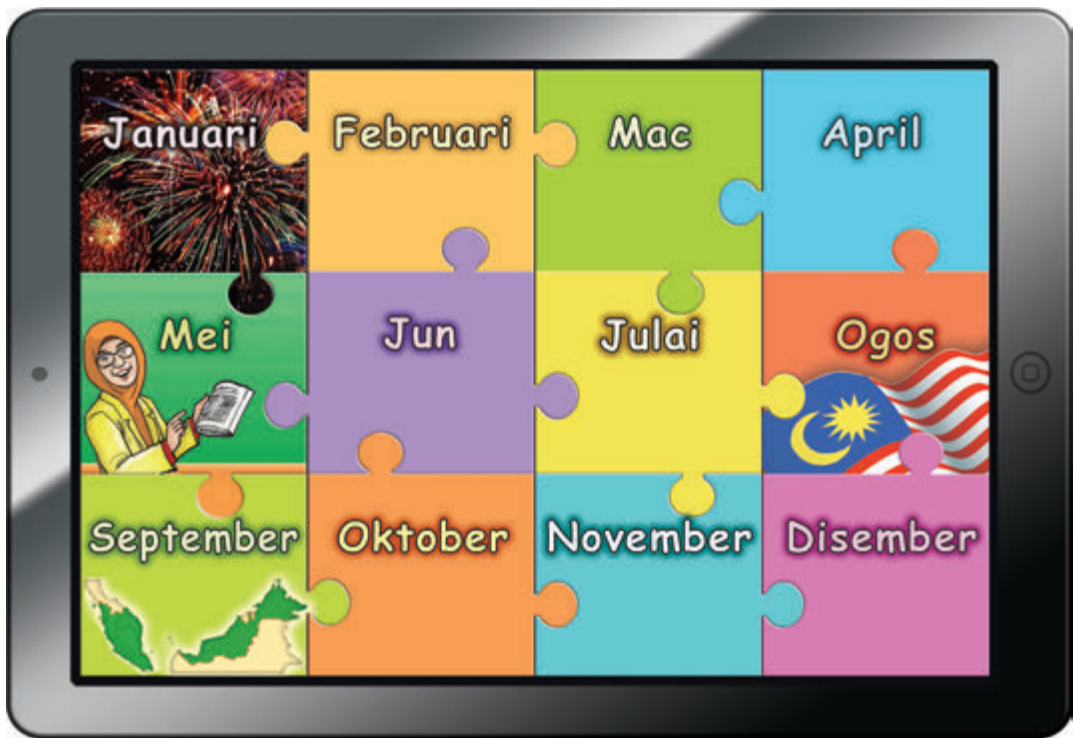 Januari
Februari
Mac
April
Mei
Jun
Julai
Ogos
September
Oktober
November
Disember